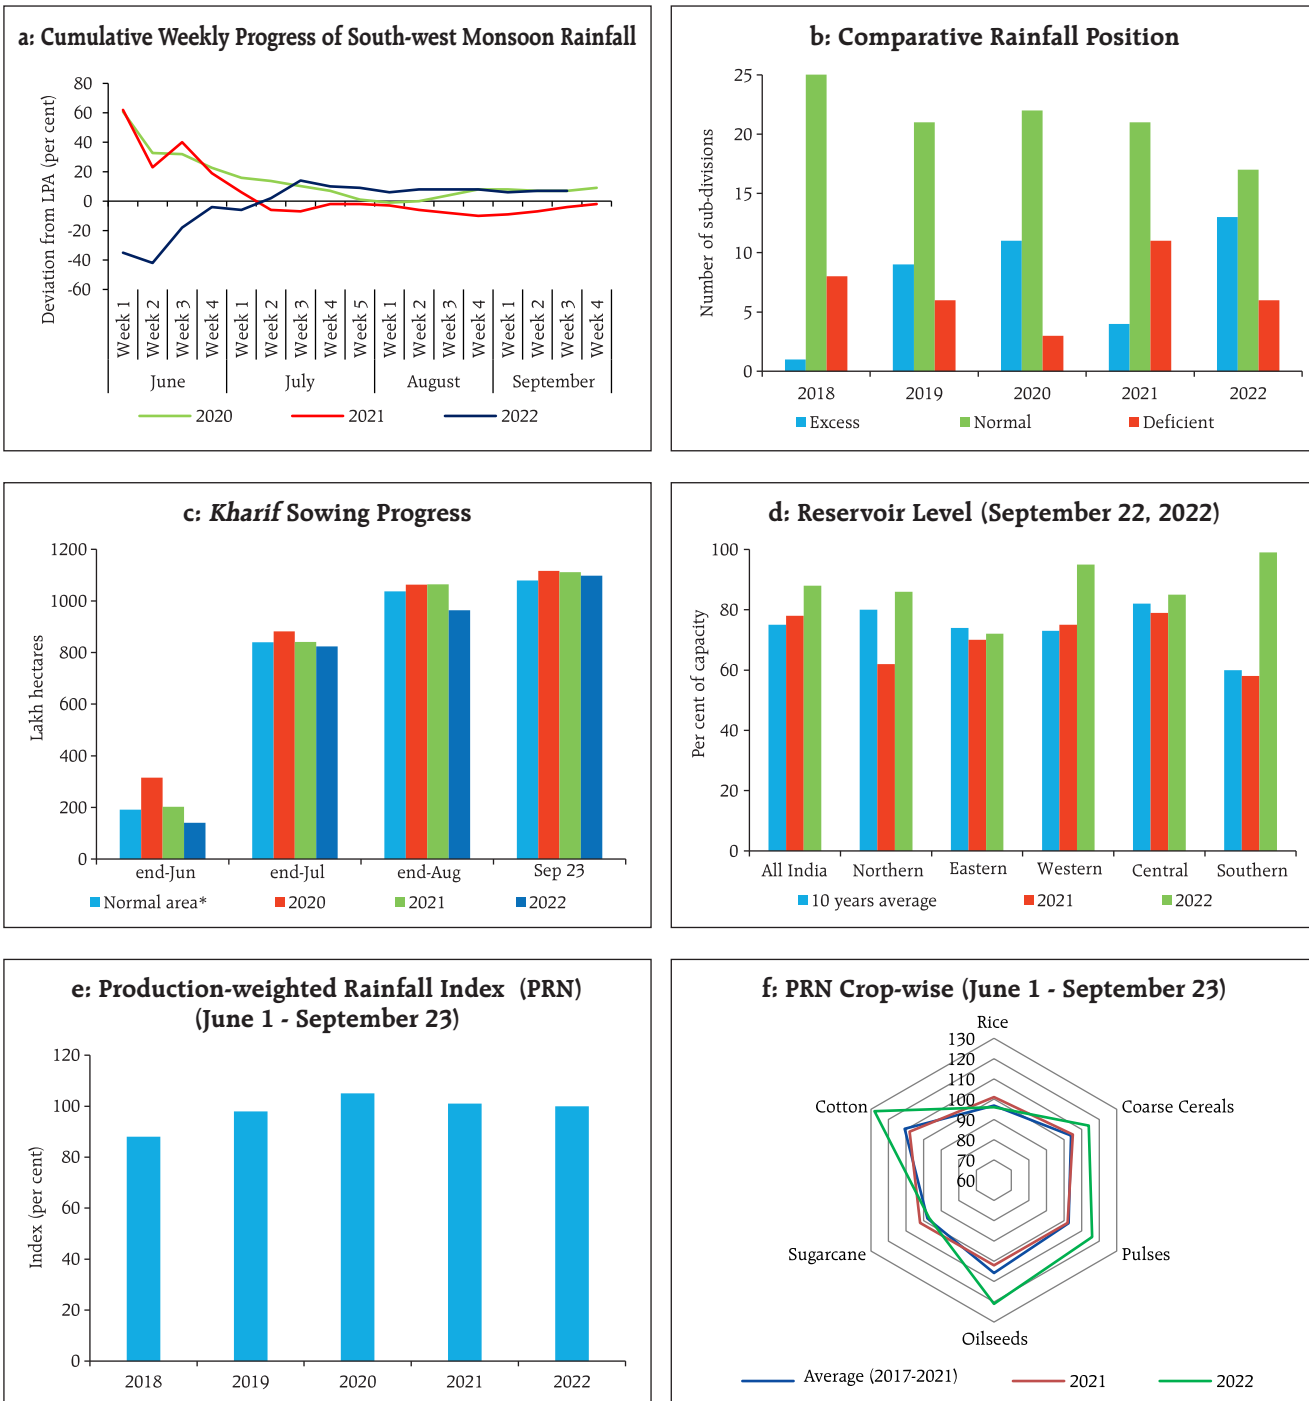 a: Cumulative Weekly Progress of South-west Monsoon Rainfall
Deviation from LPA (per cent)
80
60
40
20
0
-20
-40
-60
Week 1
Week 2
Week 3
Week 4
Week 1
Week 2
Week 3
Week 4
Week 5
Week 1
Week 2
Week 3
Week 4
Week 1
Week 2
Week 3
Week 4
June
July
August
September
2020
2021
2022
b: Comparative Rainfall Position
Number of sub-divisions
25
20
15
10
5
0
2018
2019
2020
2021
2022
Excess
Normal
Deficient
c: Kharif Sowing Progress
Lakh hectares
1200
1000
800
600
400
200
0
end-Jun
end-Jul
end-Aug
Sep 23
Normal area*
2020
2021
2022
d: Reservoir Level (September 22, 2022)
Per cent of capacity
100
80
60
40
20
0
All India
Northern
Eastern
Western
Central
Southern
10 years average
2021
2022
e: Production-weighted Rainfall Index (PRN)
(June 1 - September 23)
Index (per cent)
120
100
80
60
40
20
0
2018
2019
2020
2021
2022
f: PRN Crop-wise (June 1 - September 23)
Rice
130
120
110
100
90
80
70
60
Cotton
Coarse Cereals
Sugarcane
Pulses
Oilseeds
Average (2017-2021)
2021
2022